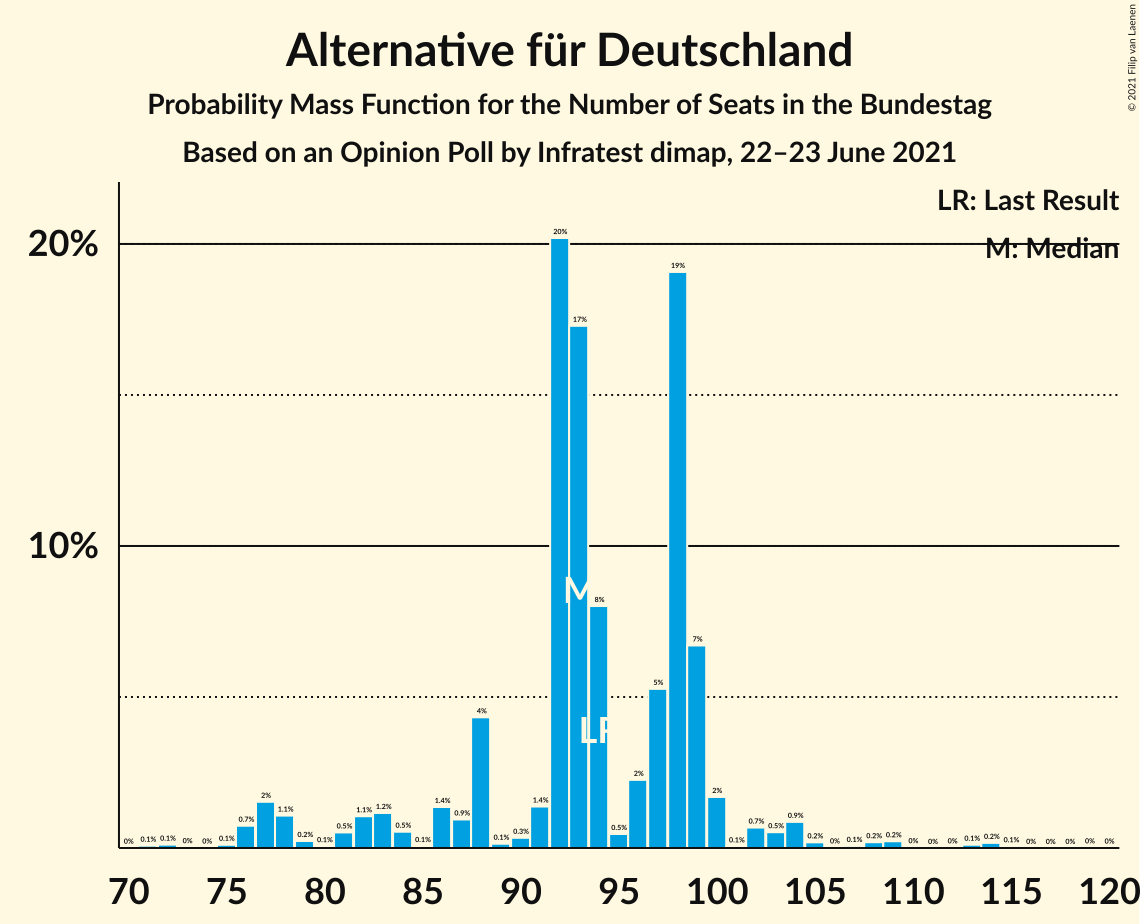 Alternative für Deutschland
Probability Mass Function for the Number of Seats in the Bundestag
Based on an Opinion Poll by Infratest dimap, 22–23 June 2021
© 2021 Filip van Laenen
LR: Last Result
M: Median
20%
10%
0% 0.1% 0.1% 0% 0% 0.1% 0.7% 2% 1.1% 0.2% 0.1% 0.5% 1.1% 1.2% 0.5% 0.1% 1.4% 0.9% 4% 0.1% 0.3% 1.4% 20% 17% 8% 0.5% 2% 5% 19% 7% 2% 0.1% 0.7% 0.5% 0.9% 0.2% 0% 0.1% 0.2% 0.2% 0% 0% 0% 0.1% 0.2% 0.1% 0% 0% 0% 0% 0%
M
LR
70 75 80 85 90 95 100 105 110 115 120